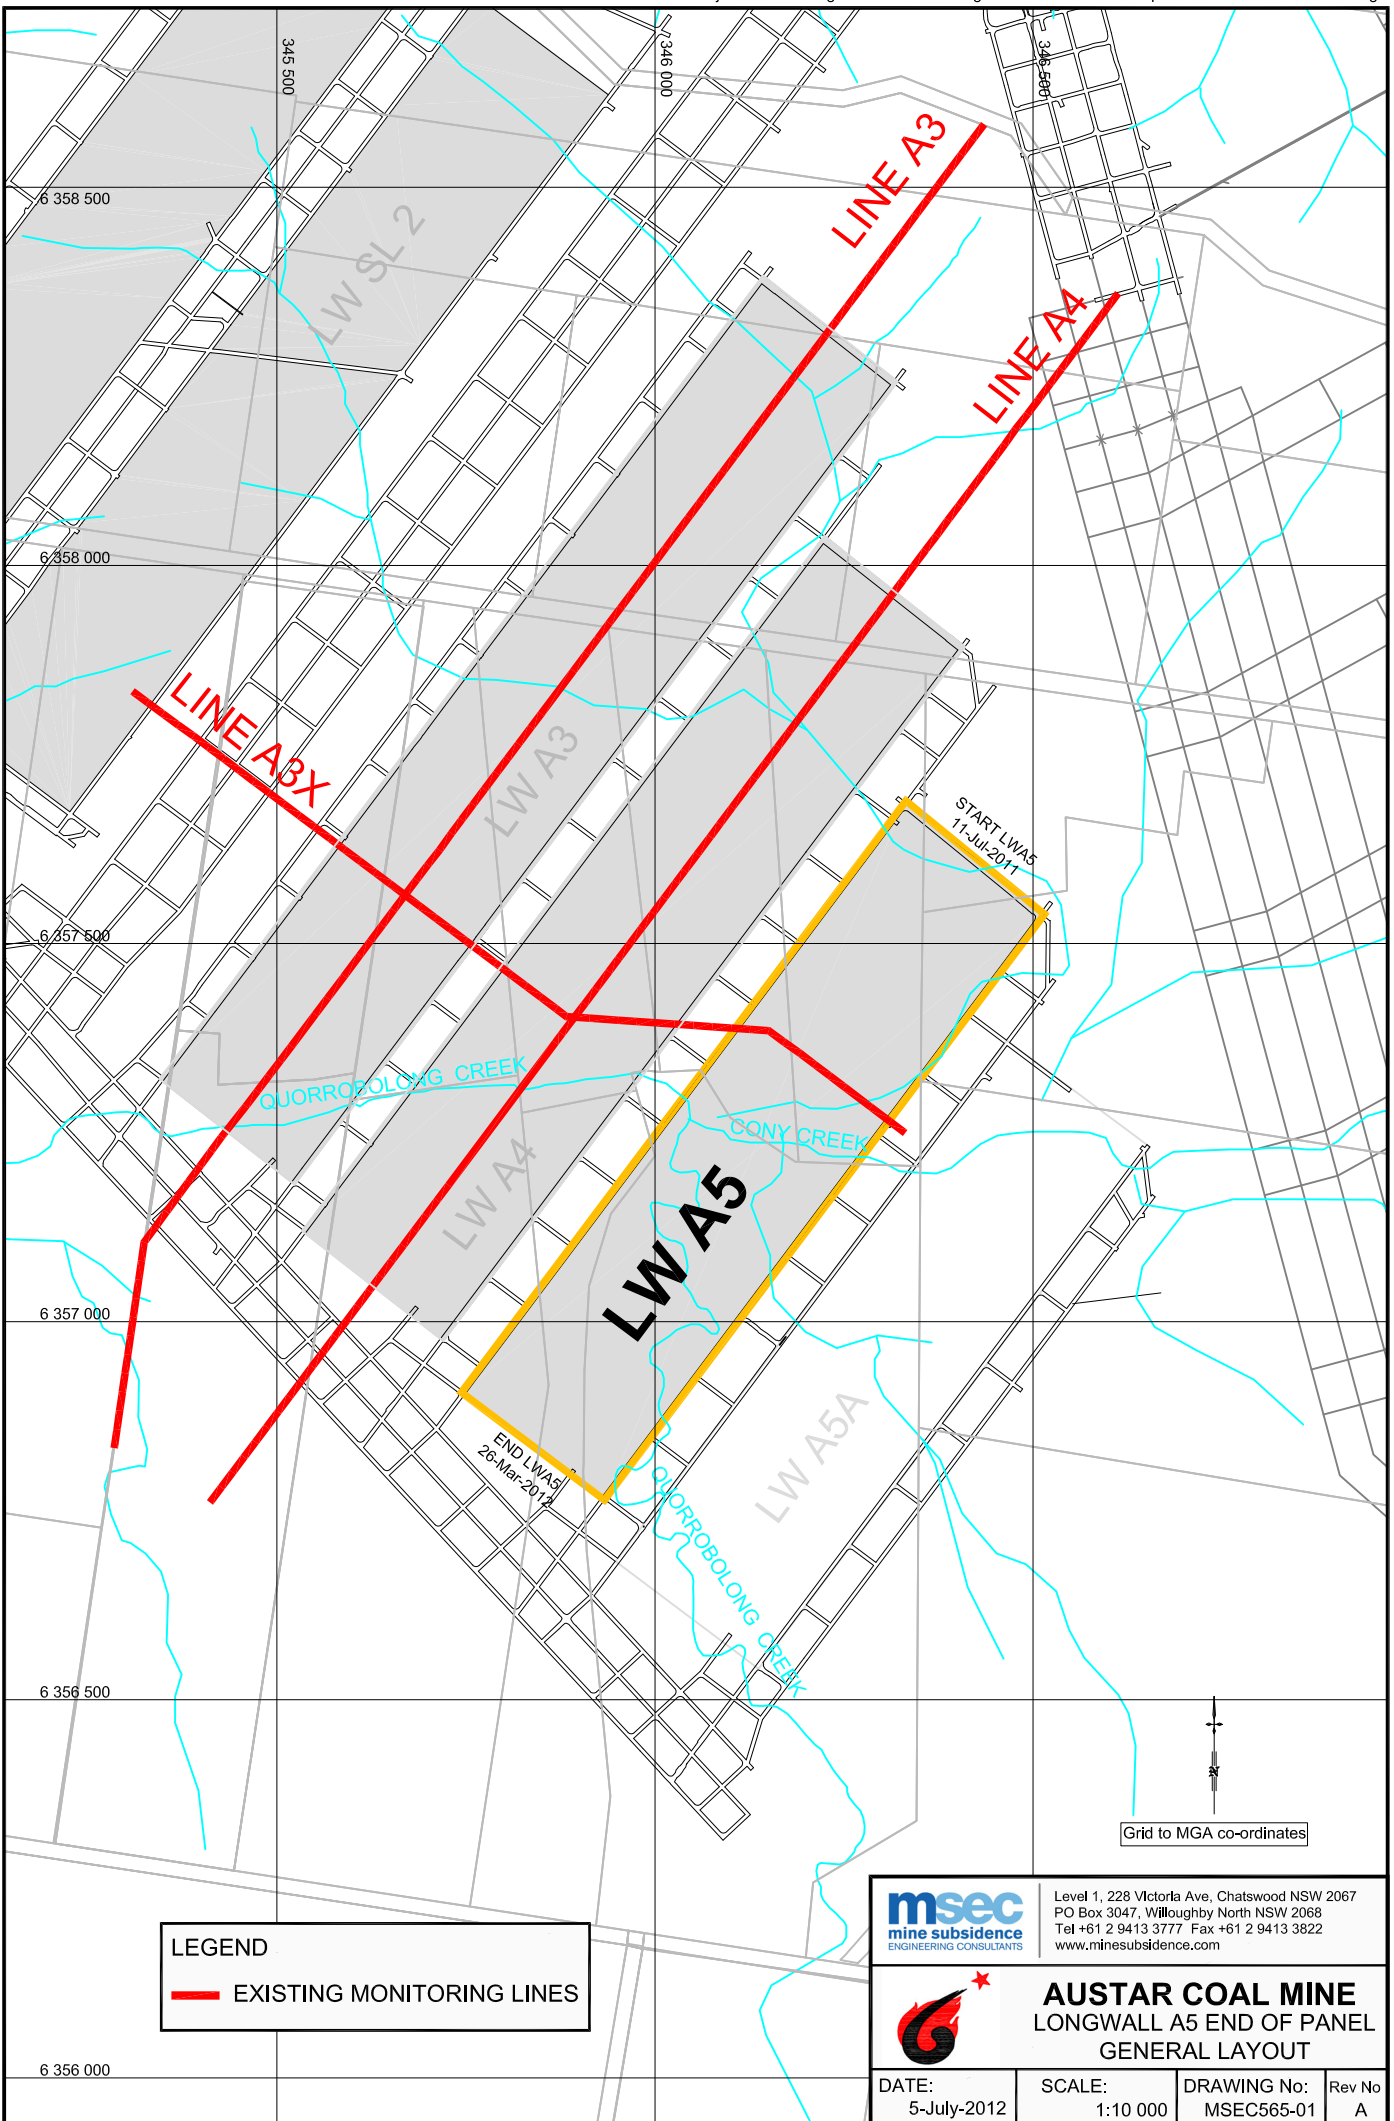 345 500
346 000
346 500
LINE A3
6 358 500
LW SL 2
LINE A4
6 358 000
LINE A3X
LW A3
START LWA5
11-Jul-2011
6 357 500
QUORROBOLONG CREEK
CONY CREEK
LW A4
LW A5
6 357 000
LW A5A
END LWA5
26-Mar-2012
QUORROBOLONG CREEK
6 356 500
N
Grid to MGA co-ordinates
LEGEND
EXISTING MONITORING LINES
6 356 000
msec
mine subsidence
ENGINEERING CONSULTANTS
Level 1, 228 Victoria Ave, Chatswood NSW 2067
PO Box 3047, Willoughby North NSW 2068
Tel +61 2 9413 3777 Fax +61 2 9413 3822
www.minesubsidence.com
AUSTAR COAL MINE
LONGWALL A5 END OF PANEL
GENERAL LAYOUT
DATE:
5-July-2012
SCALE:
1:10 000
DRAWING No:
MSEC565-01
Rev No
A